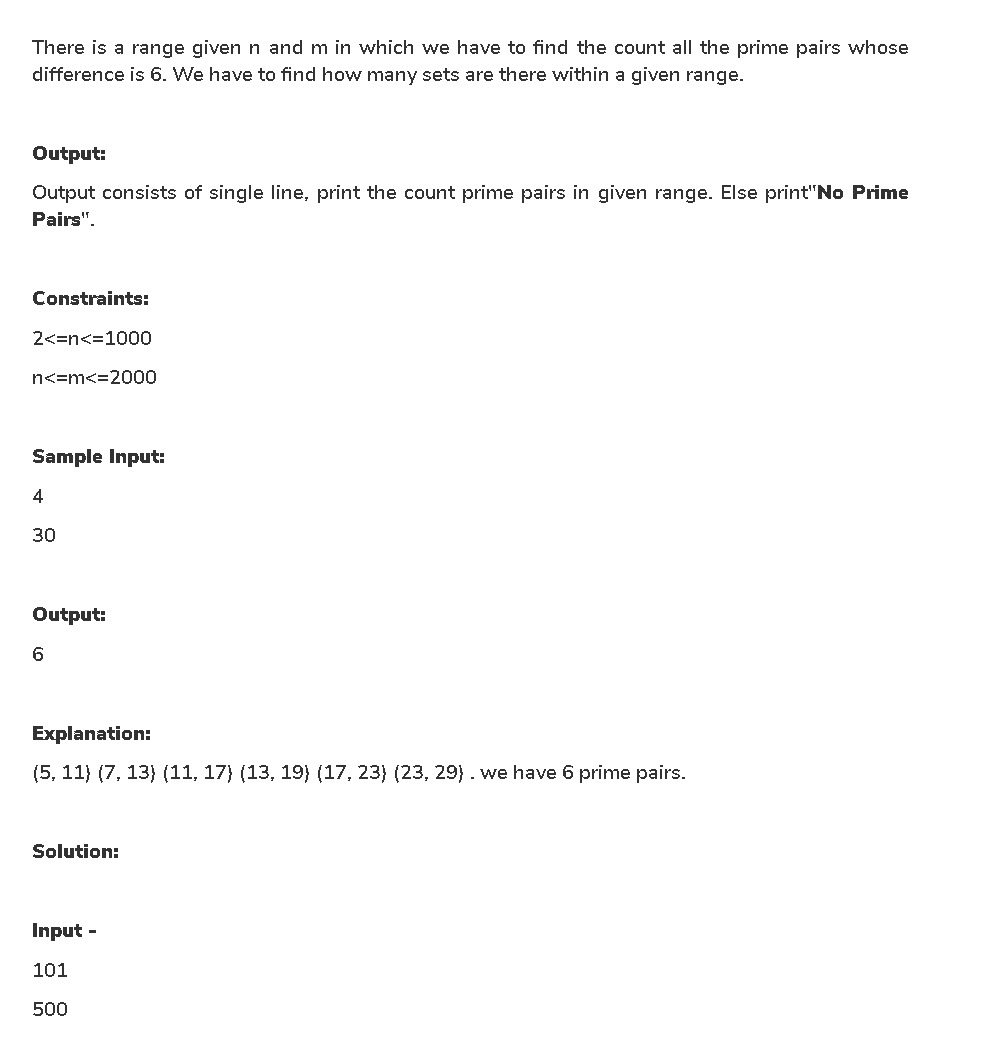 There is a range given n and m in which we have to find the count all the prime pairs whose
difference is 6. We have to find how many sets are there within a given range.
Output:
Output consists of single line, print the count prime pairs in given range. Else print"No Prime
Pairs".
Constraints:
2<=n<=1000
n<=m<=2000
Sample Input:
4
30
Output:
6
Explanation:
(5, 11) (7, 13) (11, 17) (13, 19) (17, 23) (23, 29) . we have 6 prime pairs.
Solution:
Input -
101
500